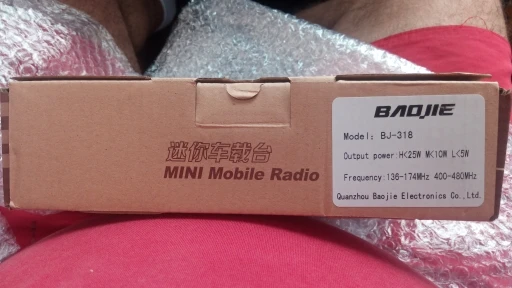 迷你车载台
MINI Mobile Radio
BAOJIE
Model: BJ-318
Output power:H<25W M<10W L<5W
Frequency:136-174MHz 400-480MHz
Quanzhou Baojie Electronics Co.,Ltd.